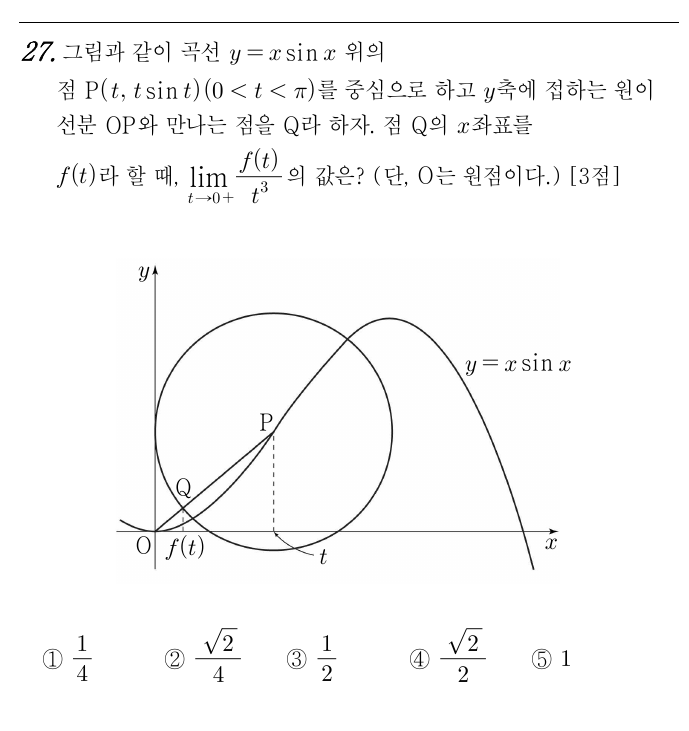 27. 그림과 같이 곡선 y = x sin x 위의
점 P(t, t sin t)(0 < t < π)를 중심으로 하고 y축에 접하는 원이
선분 OP와 만나는 점을 Q라 하자. 점 Q의 x좌표를
f(t)라 할 때, lim_{t→0+} f(t)/t³ 의 값은? (단, O는 원점이다.) [3점]
y
y = x sin x
P
Q
O f(t) t x
① 1/4 ② √2/4 ③ 1/2 ④ √2/2 ⑤ 1